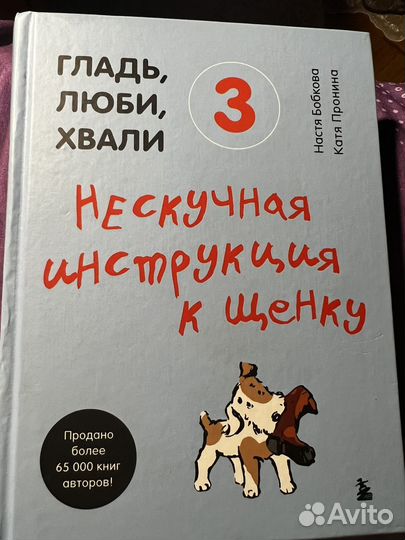 ГЛАДЬ,
ЛЮБИ,
ХВАЛИ
3
Настя Бобкова
Катя Пронина
НЕСКУЧНАЯ
ИНСТРУКЦИЯ
К ЩЕНКУ
Продано
более
65 000 книг
авторов!
Avito